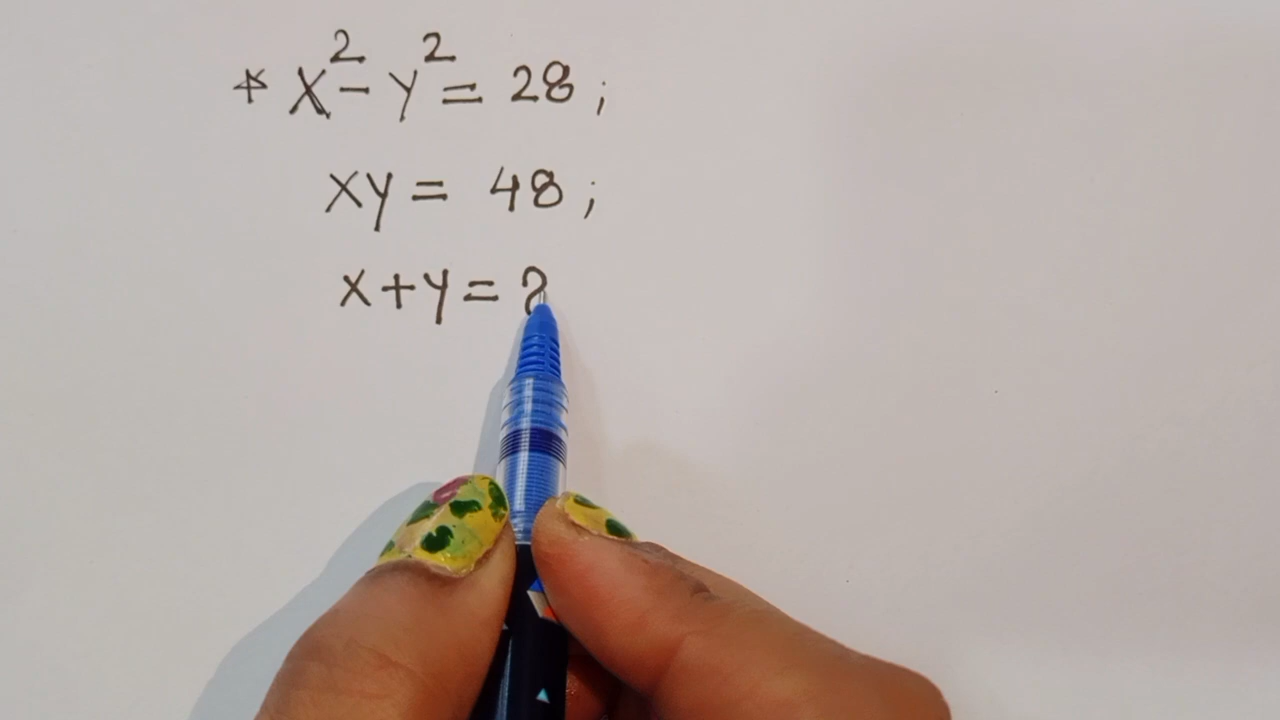 * x² - y² = 28 ;
xy = 48 ;
x + y = ?